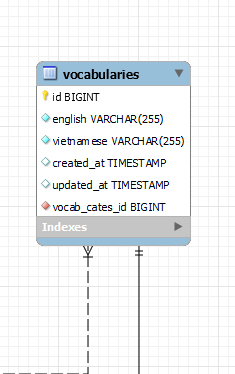 vocabularies
id BIGINT
english VARCHAR(255)
vietnamese VARCHAR(255)
created_at TIMESTAMP
updated_at TIMESTAMP
vocab_cates_id BIGINT
Indexes